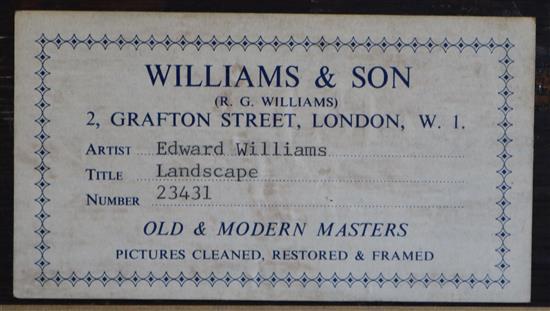 WILLIAMS & SON
(R. G. WILLIAMS)
2, GRAFTON STREET, LONDON, W. 1.
ARTIST Edward Williams
TITLE Landscape
NUMBER 23431
OLD & MODERN MASTERS
PICTURES CLEANED, RESTORED & FRAMED